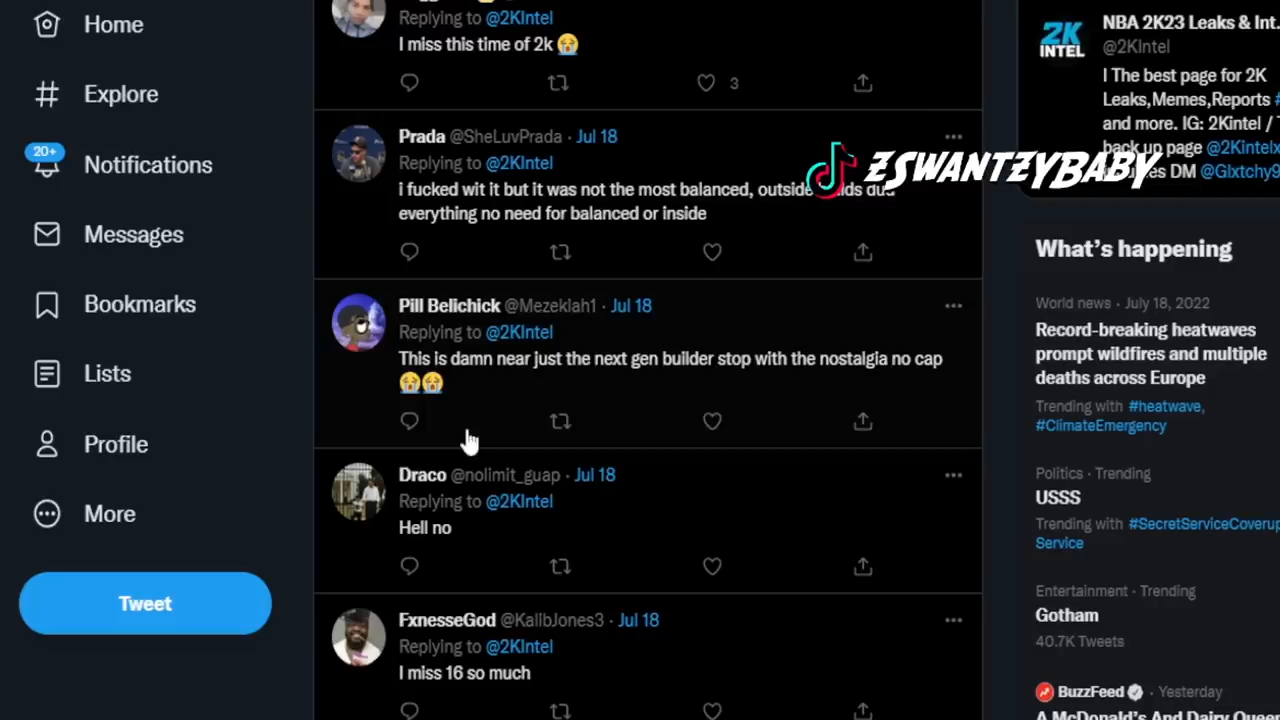 Home
Explore
20+
Notifications
Messages
Bookmarks
Lists
Profile
More
Tweet
Replying to @2KIntel
I miss this time of 2k 😭
3
Prada @SheLuvPrada · Jul 18
Replying to @2KIntel
i fucked wit it but it was not the most balanced, outside
everything no need for balanced or inside
Pill Belichick @Mezeklah1 · Jul 18
Replying to @2KIntel
This is damn near just the next gen builder stop with the nostalgia no cap
😭😭
Draco @nolimit_guap · Jul 18
Replying to @2KIntel
Hell no
FxnesseGod @KalibJones3 · Jul 18
Replying to @2KIntel
I miss 16 so much
ZSWANTZYBABY
2K
INTEL
NBA 2K23 Leaks & Int.
@2KIntel
I The best page for 2K
Leaks,Memes,Reports #
and more. IG: 2Kintel /
back up page @2Kintelx
DM @Glxtchy9
What's happening
World news · July 18, 2022
Record-breaking heatwaves
prompt wildfires and multiple
deaths across Europe
Trending with #heatwave,
#ClimateEmergency
Politics · Trending
USSS
Trending with #SecretServiceCoverup
Service
Entertainment · Trending
Gotham
40.7K Tweets
BuzzFeed · Yesterday
A McDonald's And Dairy Queen